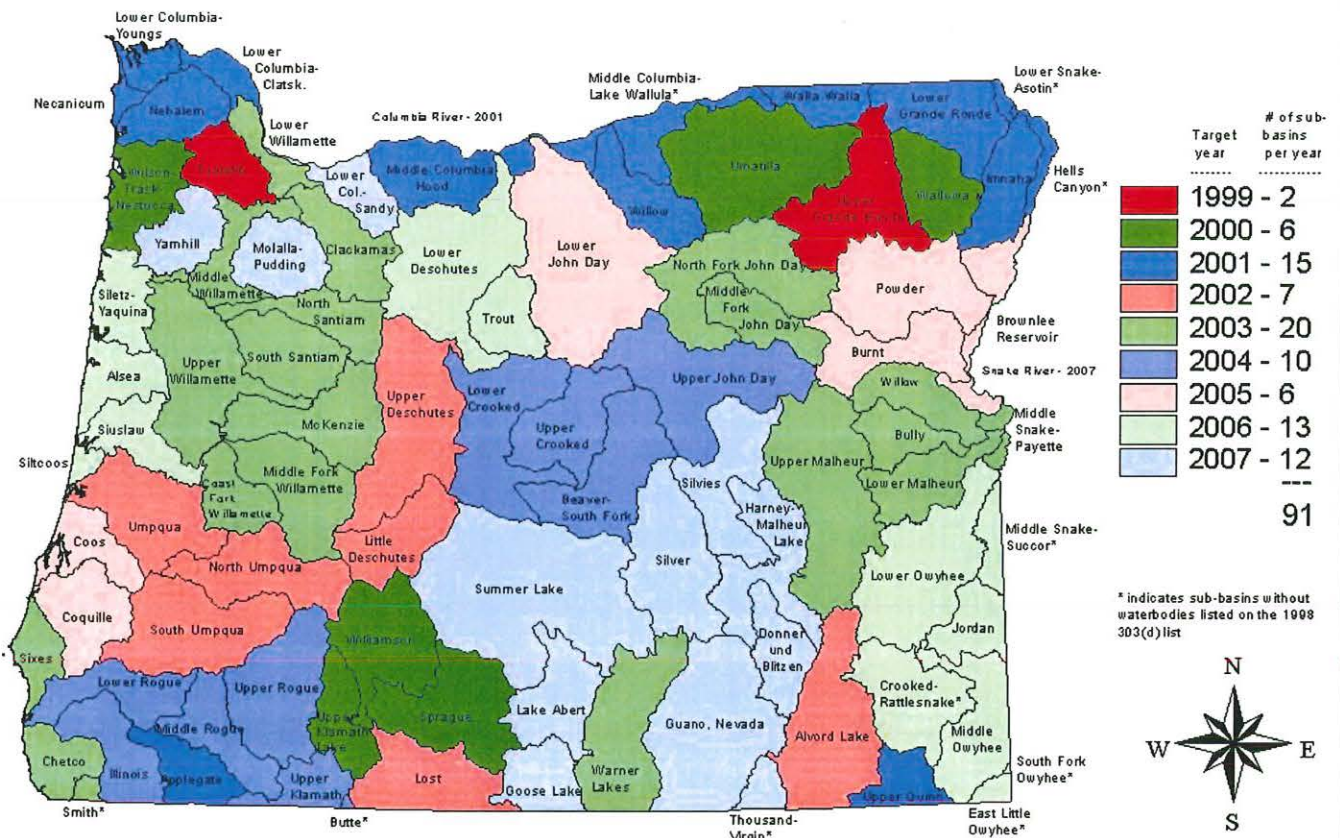 Lower Columbia-
Youngs
Lower
Columbia-
Clatsk.
Necanicum
Nehalem
Lower
Willamette
Columbia River - 2001
Middle Columbia-
Lake Wallula*
Walla Walla
Lower
Grande Ronde
Lower Snake-
Asotin*
Wilson
Trask
Nestucca
Lower
Col.-
Sandy
Middle Columbia
Hood
Willow
Umatilla
Upper
Grande Ronde
Wallowa
Imnaha
Hells
Canyon*
Yamhill
Molalla-
Pudding
Clackamas
Lower
Deschutes
Lower
John Day
North Fork John Day
Powder
Siletz-
Yaquina
Middle
Willamette
North
Santiam
Trout
Middle
Fork
John Day
Brownlee
Reservoir
Burnt
Snake River - 2007
Alsea
Upper
Willamette
South Santiam
Upper
Deschutes
Lower
Crooked
Upper John Day
Willow
Siuslaw
McKenzie
Upper
Crooked
Bully
Middle
Snake-
Payette
Siltcoos
Coast
Fork
Willamette
Middle Fork
Willamette
Beaver-
South Fork
Silvies
Upper Malheur
Lower Malheur
Harney-
Malheur
Lake
Umpqua
Coos
North Umpqua
Little
Deschutes
Middle Snake-
Succor*
Summer Lake
Silver
Lower Owyhee
Coquille
South Umpqua
Williamson
Donner
und
Blitzen
Jordan
Sixes
Lower Rogue
Upper Rogue
Crooked-
Rattlesnake*
Middle Rogue
Upper
Klamath
Lake
Sprague
Lake Abert
Guano, Nevada
Alvord Lake
Middle
Owyhee
Chetco
Illinois
Applegate
Upper
Klamath
Lost
Goose Lake
Warner
Lakes
Upper Quinn
South Fork
Owyhee*
Smith*
Butte*
Thousand-
Virgin*
East Little
Owyhee*
Target
year
# of sub-
basins
per year
1999 - 2
2000 - 6
2001 - 15
2002 - 7
2003 - 20
2004 - 10
2005 - 6
2006 - 13
2007 - 12
---
91
* indicates sub-basins without
waterbodies listed on the 1998
303(d) list
N
W
E
S